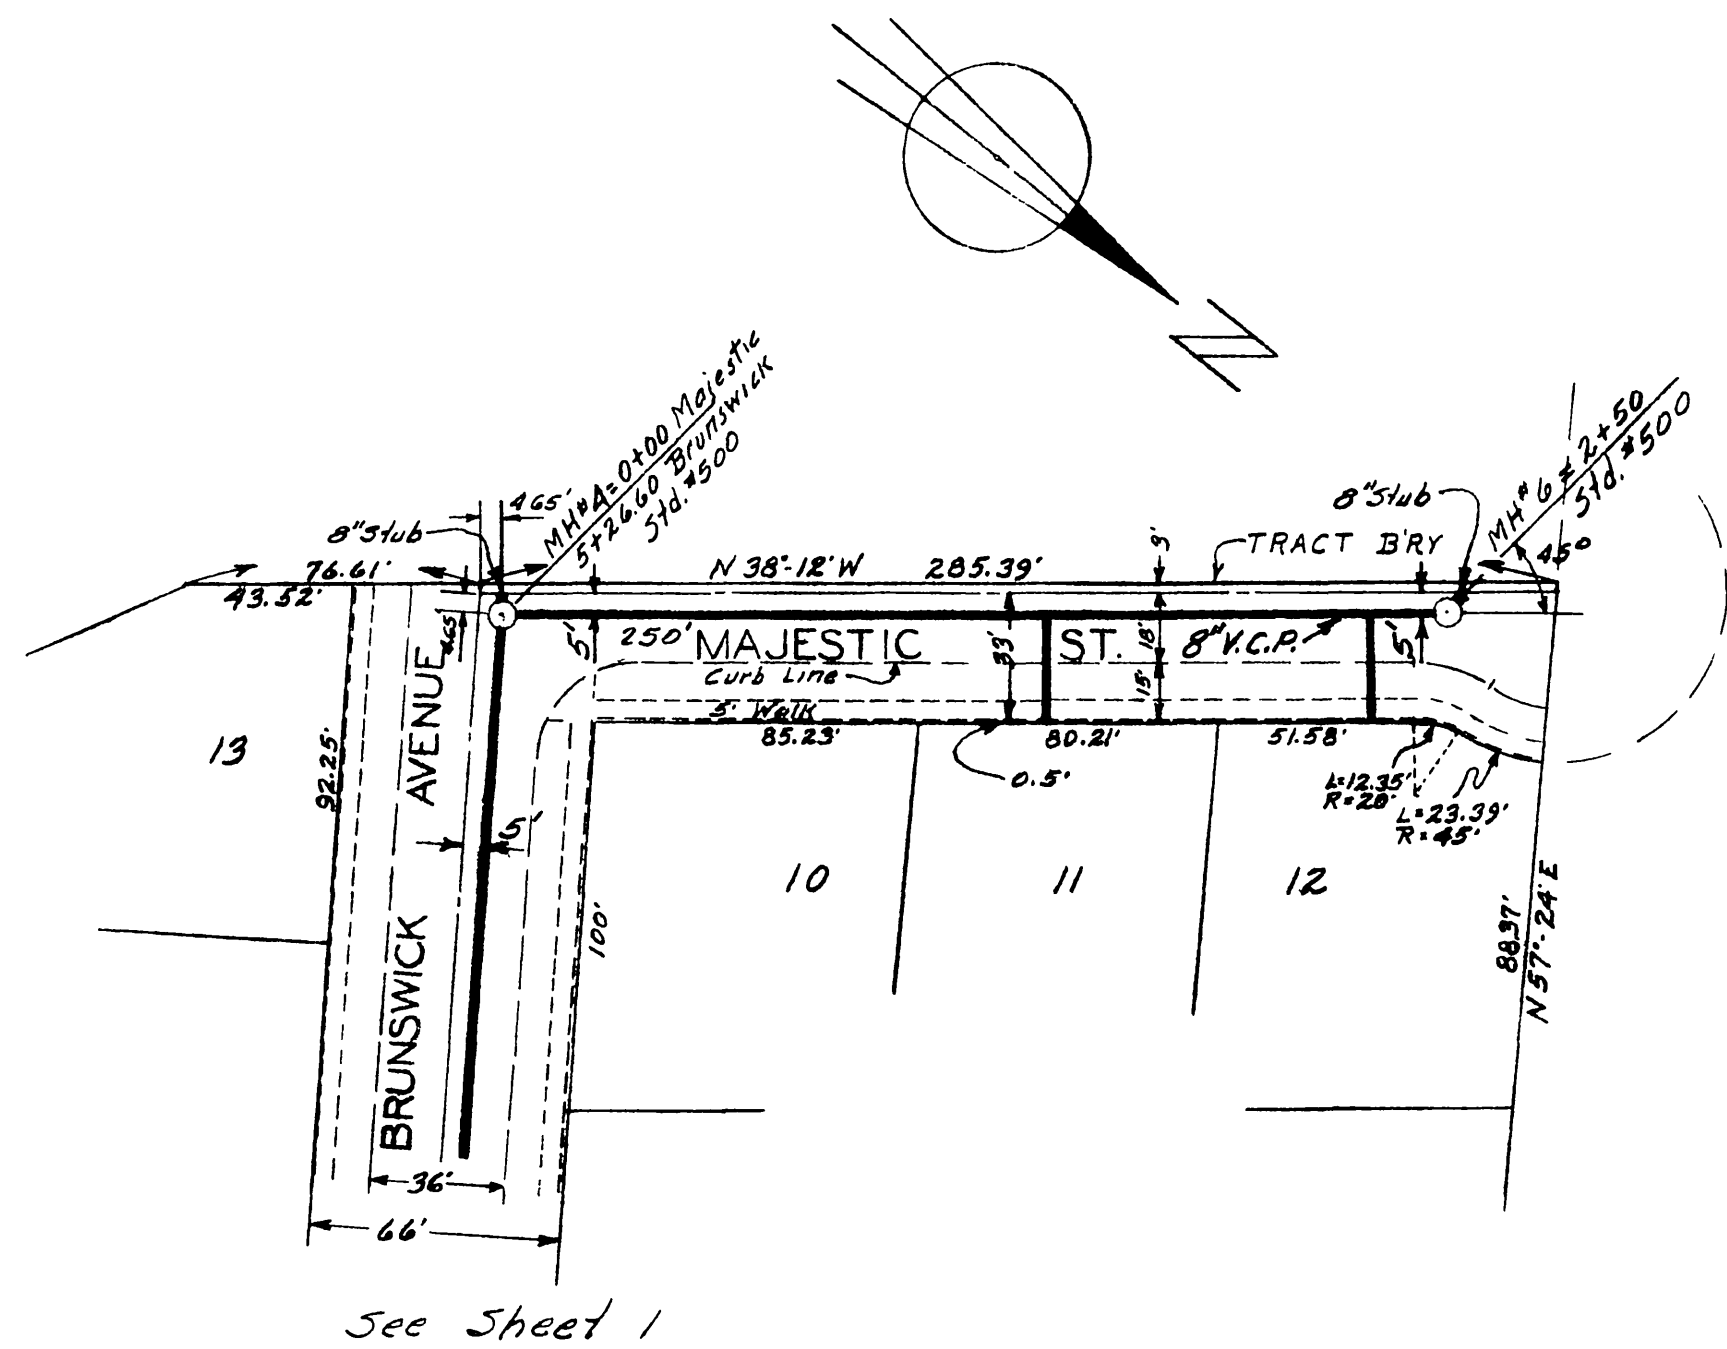 N
MH#A=0+00 Majestic
5+26.60 Brunswick
Std. #500
MH#6 = 2+50
Std. #500
4.65'
8" Stub
8" Stub
45°
3'
TRACT B'RY
76.61'
N 38°-12' W 285.39'
43.52'
4.65'
5'
250' MAJESTIC ST.
33'
18'
8" V.C.P.
5'
Curb Line
15'
5' Walk
85.23'
80.21'
51.58'
0.5'
L=12.35'
R=20'
L=23.39'
R=45'
13
92.25'
BRUNSWICK AVENUE
5'
100'
10
11
12
88.37'
N 57°-24' E
36'
66'
See Sheet 1